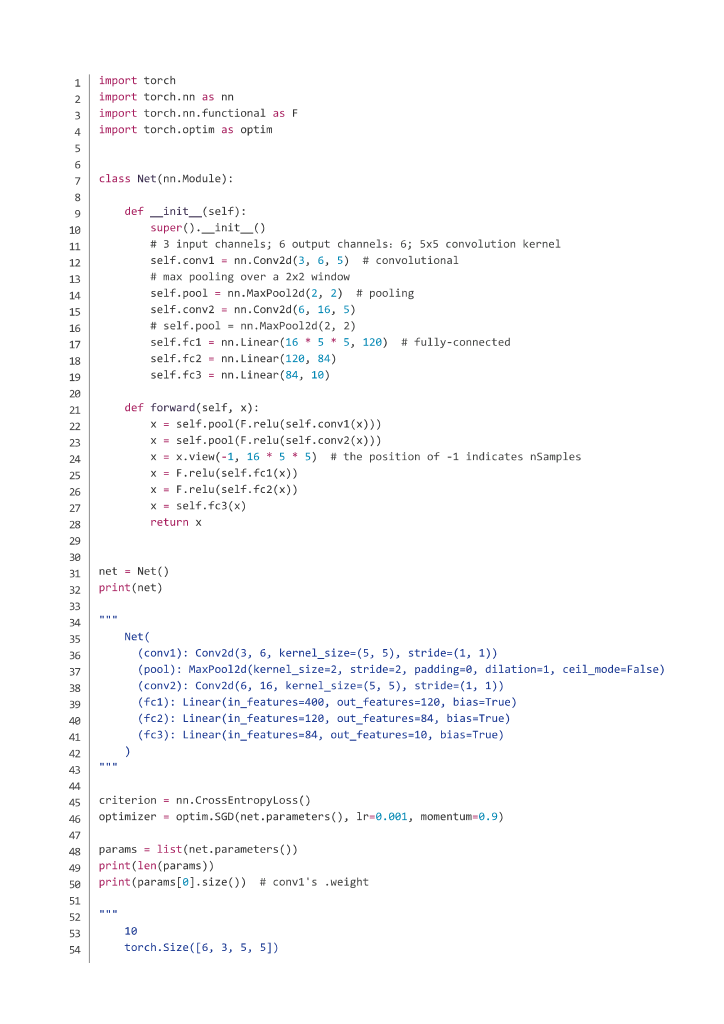 1 import torch
2 import torch.nn as nn
3 import torch.nn.functional as F
4 import torch.optim as optim
5
6
7 class Net(nn.Module):
8
9     def __init__(self):
10         super().__init__()
11         # 3 input channels; 6 output channels: 6; 5x5 convolution kernel
12         self.conv1 = nn.Conv2d(3, 6, 5)  # convolutional
13         # max pooling over a 2x2 window
14         self.pool = nn.MaxPool2d(2, 2)  # pooling
15         self.conv2 = nn.Conv2d(6, 16, 5)
16         # self.pool = nn.MaxPool2d(2, 2)
17         self.fc1 = nn.Linear(16 * 5 * 5, 120)  # fully-connected
18         self.fc2 = nn.Linear(120, 84)
19         self.fc3 = nn.Linear(84, 10)
20
21     def forward(self, x):
22         x = self.pool(F.relu(self.conv1(x)))
23         x = self.pool(F.relu(self.conv2(x)))
24         x = x.view(-1, 16 * 5 * 5)  # the position of -1 indicates nSamples
25         x = F.relu(self.fc1(x))
26         x = F.relu(self.fc2(x))
27         x = self.fc3(x)
28         return x
29
30
31 net = Net()
32 print(net)
33
34 """
35     Net(
36       (conv1): Conv2d(3, 6, kernel_size=(5, 5), stride=(1, 1))
37       (pool): MaxPool2d(kernel_size=2, stride=2, padding=0, dilation=1, ceil_mode=False)
38       (conv2): Conv2d(6, 16, kernel_size=(5, 5), stride=(1, 1))
39       (fc1): Linear(in_features=400, out_features=120, bias=True)
40       (fc2): Linear(in_features=120, out_features=84, bias=True)
41       (fc3): Linear(in_features=84, out_features=10, bias=True)
42     )
43 """
44
45 criterion = nn.CrossEntropyLoss()
46 optimizer = optim.SGD(net.parameters(), lr=0.001, momentum=0.9)
47
48 params = list(net.parameters())
49 print(len(params))
50 print(params[0].size())  # conv1's .weight
51
52 """
53     10
54     torch.Size([6, 3, 5, 5])